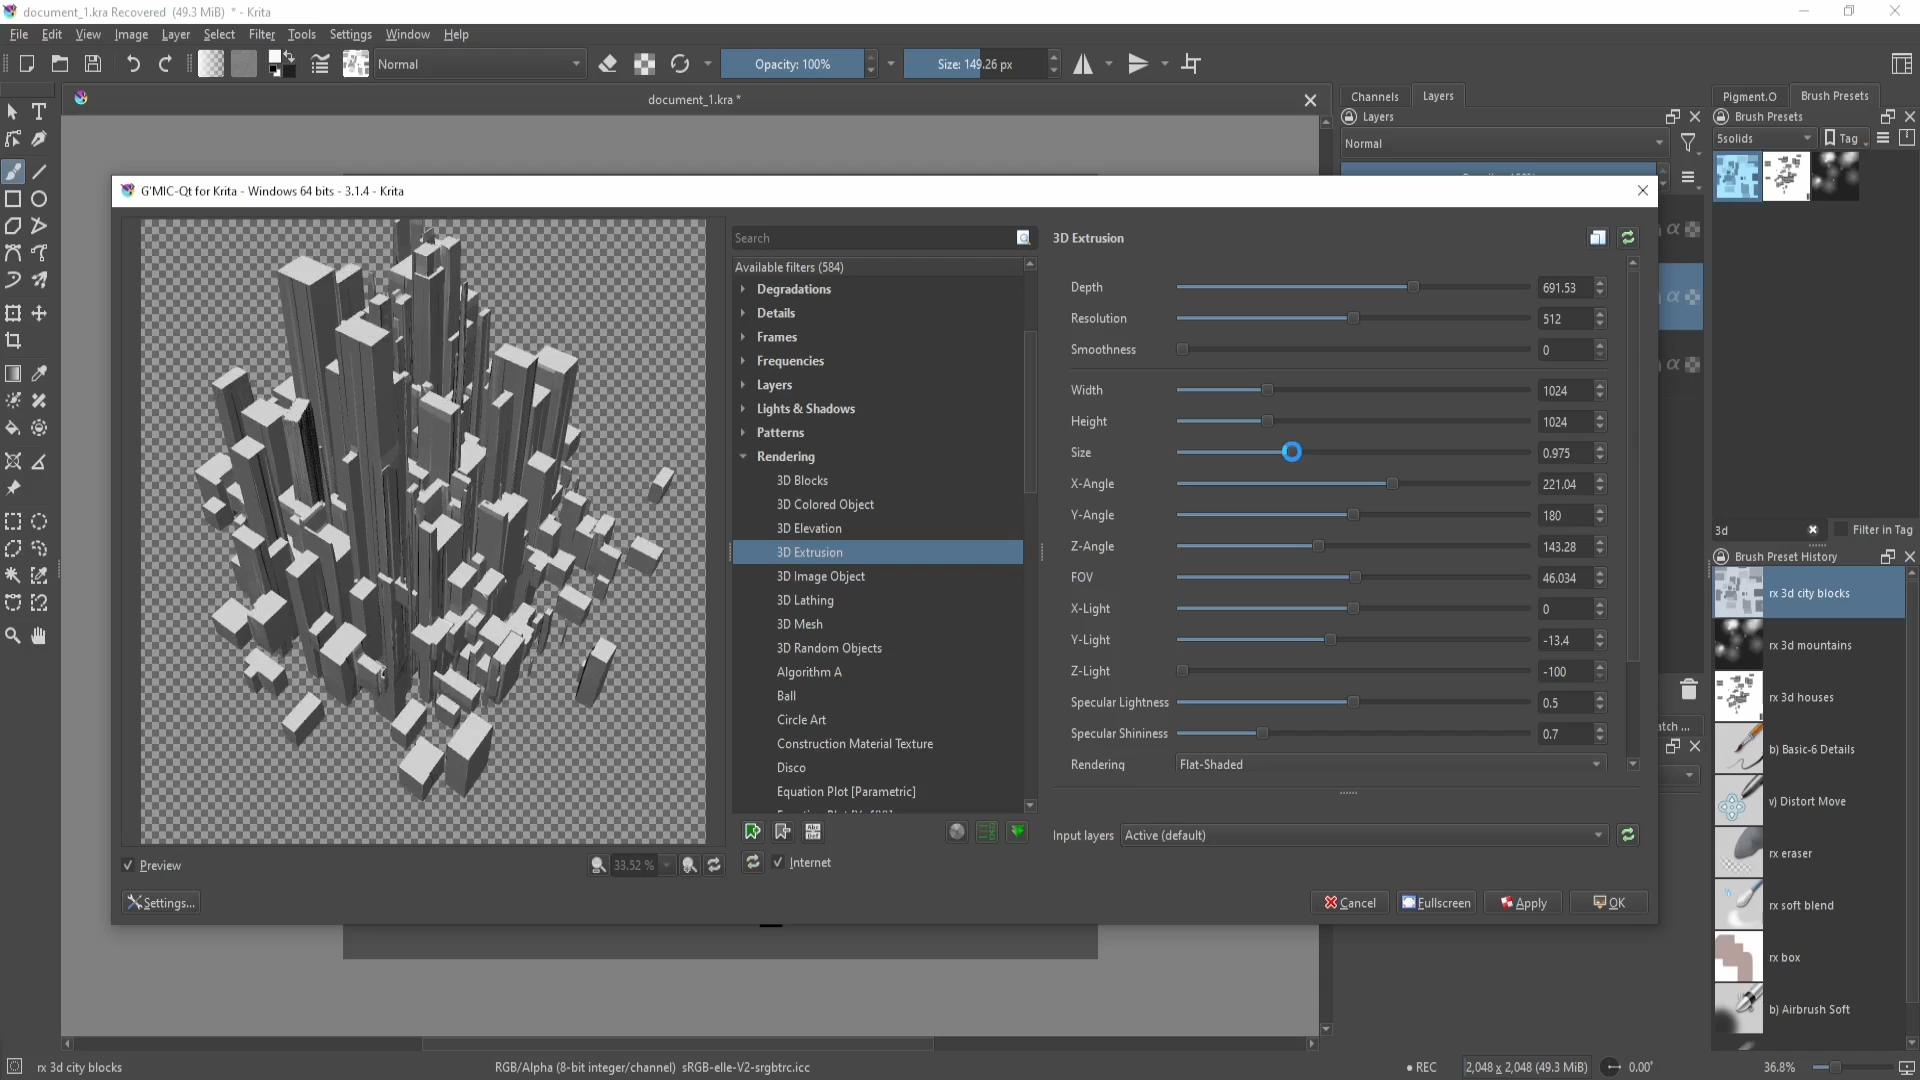 document_1.kra Recovered (49.3 MiB) * - Krita
File Edit View Image Layer Select Filter Tools Settings Window Help
Normal
Opacity: 100%
Size: 149.26 px
document_1.kra *
Channels Layers
Layers
Normal
Pigment.O Brush Presets
Brush Presets
5solids
Tag
G'MIC-Qt for Krita - Windows 64 bits - 3.1.4 - Krita
Search
Available filters (584)
Degradations
Details
Frames
Frequencies
Layers
Lights & Shadows
Patterns
Rendering
3D Blocks
3D Colored Object
3D Elevation
3D Extrusion
3D Image Object
3D Lathing
3D Mesh
3D Random Objects
Algorithm A
Ball
Circle Art
Construction Material Texture
Disco
Equation Plot [Parametric]
3D Extrusion
Depth 691.53
Resolution 512
Smoothness 0
Width 1024
Height 1024
Size 0.975
X-Angle 221.04
Y-Angle 180
Z-Angle 143.28
FOV 46.034
X-Light 0
Y-Light -13.4
Z-Light -100
Specular Lightness 0.5
Specular Shininess 0.7
Rendering Flat-Shaded
Input layers Active (default)
Preview
33.52 %
Internet
Settings...
Cancel Fullscreen Apply OK
3d
Filter in Tag
Brush Preset History
rx 3d city blocks
rx 3d mountains
rx 3d houses
b) Basic-6 Details
v) Distort Move
rx eraser
rx soft blend
rx box
b) Airbrush Soft
atch ...
rx 3d city blocks
RGB/Alpha (8-bit integer/channel) sRGB-elle-V2-srgbtrc.icc
REC
2,048 x 2,048 (49.3 MiB)
0.00°
36.8%